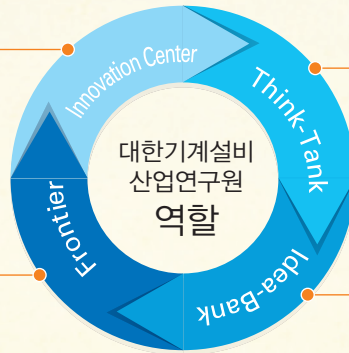 Innovation Center
Think-Tank
대한기계설비
산업연구원
역할
Frontier
Idea-Bank